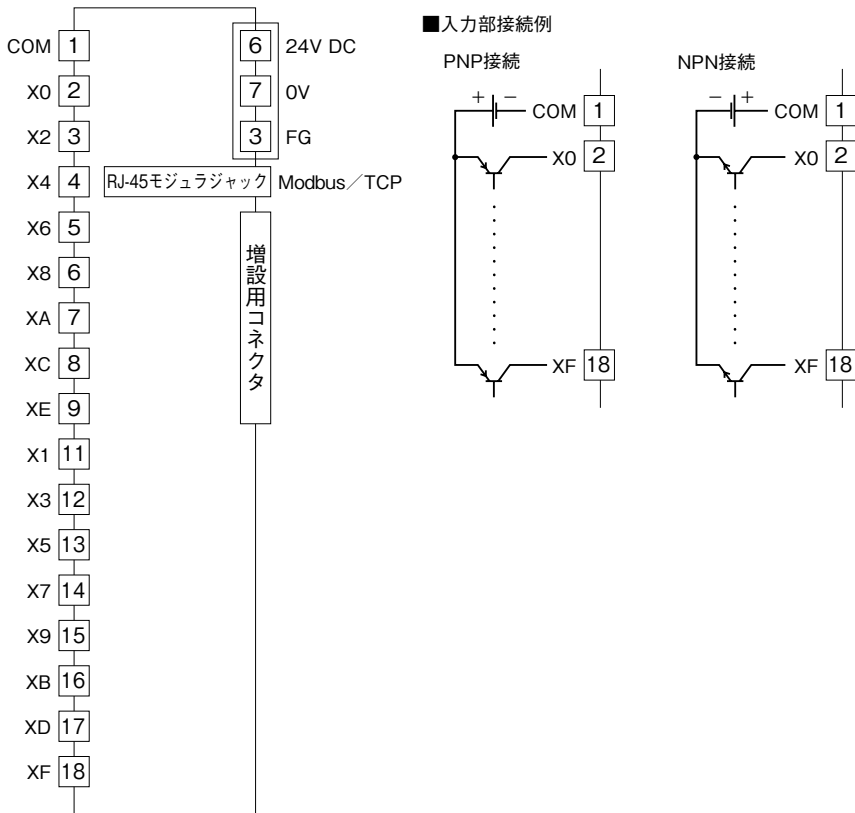 COM 1
X0 2
X2 3
X4 4
X6 5
X8 6
XA 7
XC 8
XE 9
X1 11
X3 12
X5 13
X7 14
X9 15
XB 16
XD 17
XF 18
6 24V DC
7 0V
3 FG
RJ-45モジュラジャック Modbus／TCP
増設用コネクタ
■入力部接続例
PNP接続
+ − COM 1
X0 2
XF 18
NPN接続
− + COM 1
X0 2
XF 18